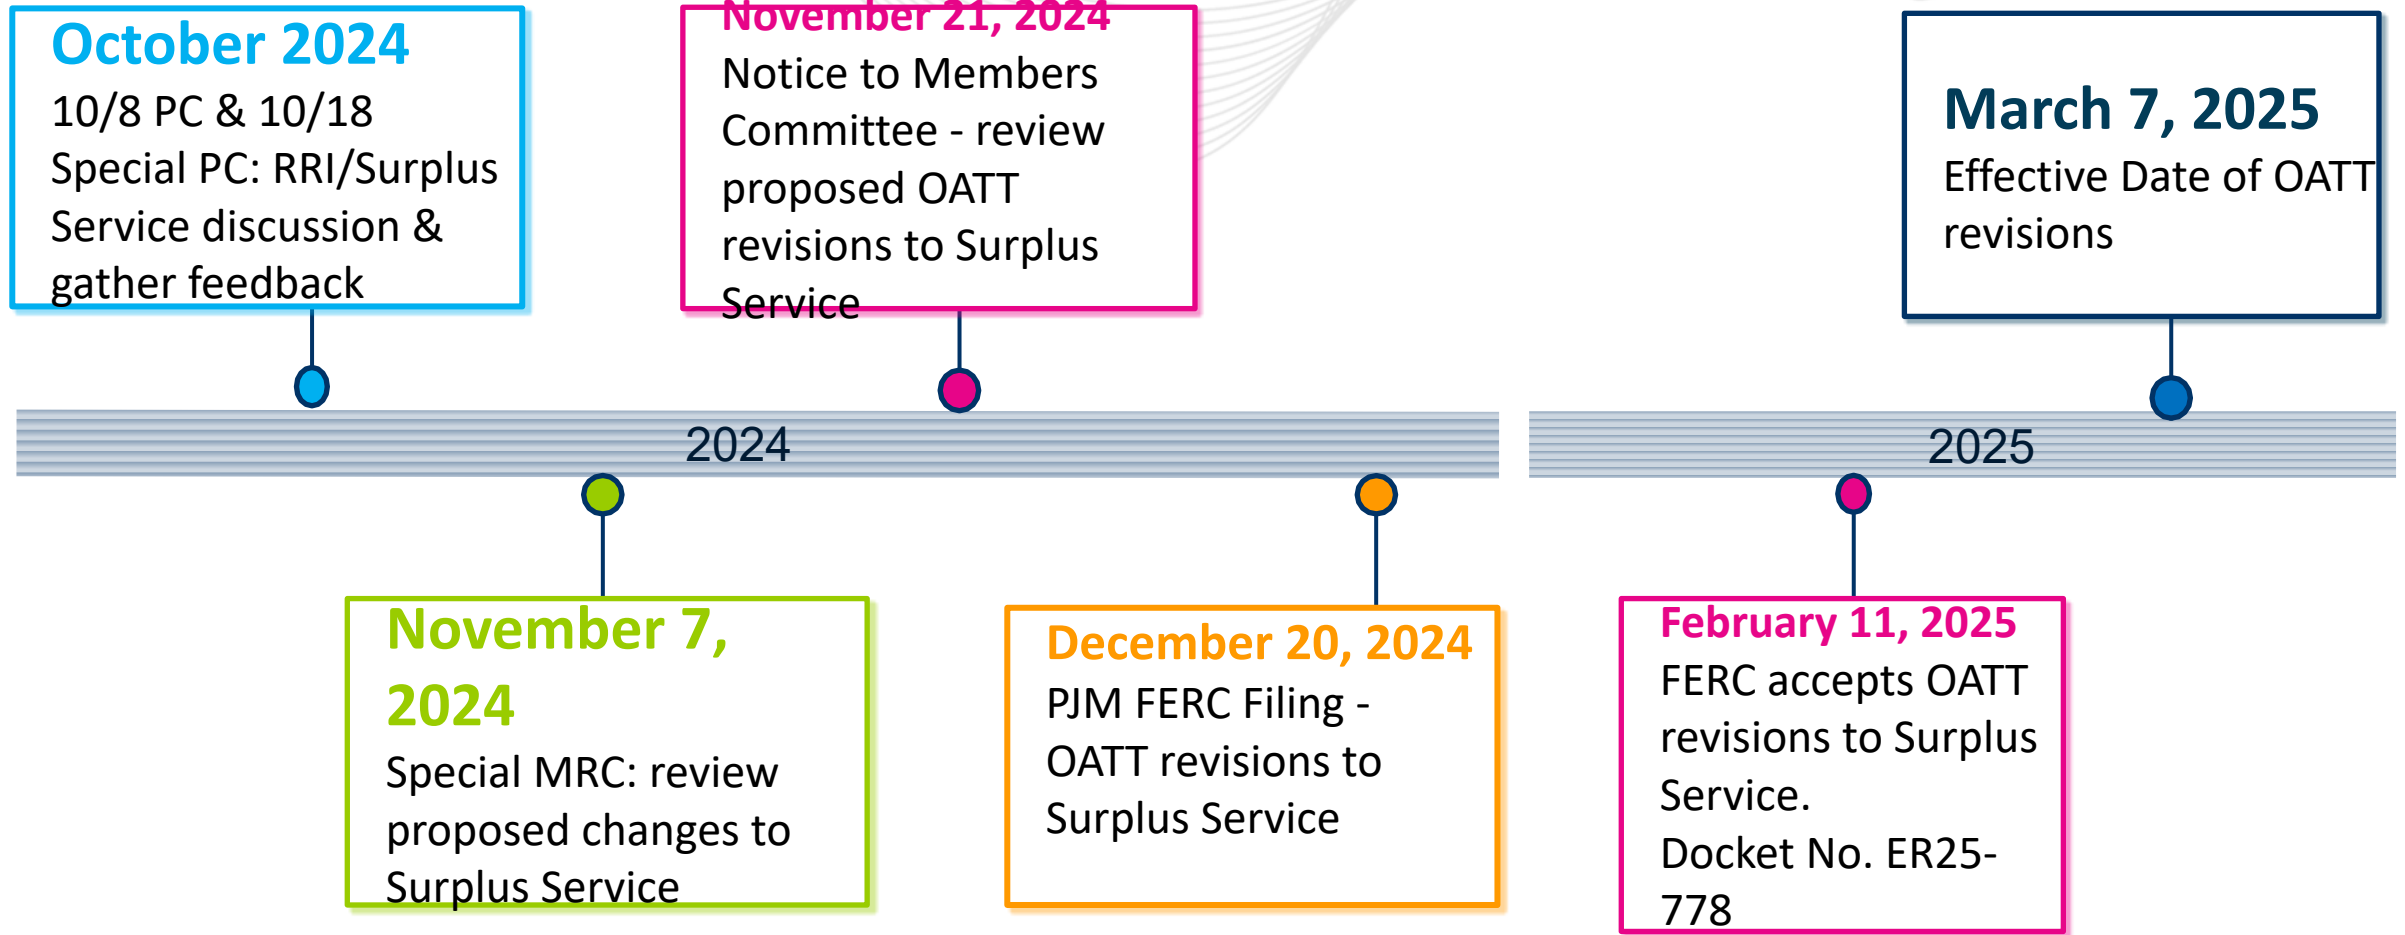 October 2024
10/8 PC & 10/18
Special PC: RRI/Surplus
Service discussion &
gather feedback
November 21, 2024
Notice to Members
Committee - review
proposed OATT
revisions to Surplus
Service
March 7, 2025
Effective Date of OATT
revisions
2024
2025
November 7,
2024
Special MRC: review
proposed changes to
Surplus Service
December 20, 2024
PJM FERC Filing -
OATT revisions to
Surplus Service
February 11, 2025
FERC accepts OATT
revisions to Surplus
Service.
Docket No. ER25-
778